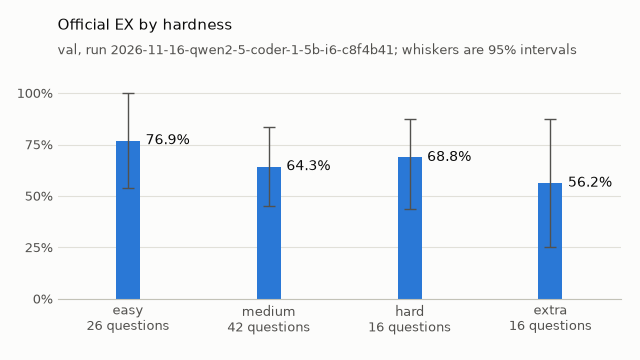 Official EX by hardness
val, run 2026-11-16-qwen2-5-coder-1-5b-i6-c8f4b41; whiskers are 95% intervals
100%
75%
50%
25%
0%
76.9%
64.3%
68.8%
56.2%
easy
26 questions
medium
42 questions
hard
16 questions
extra
16 questions